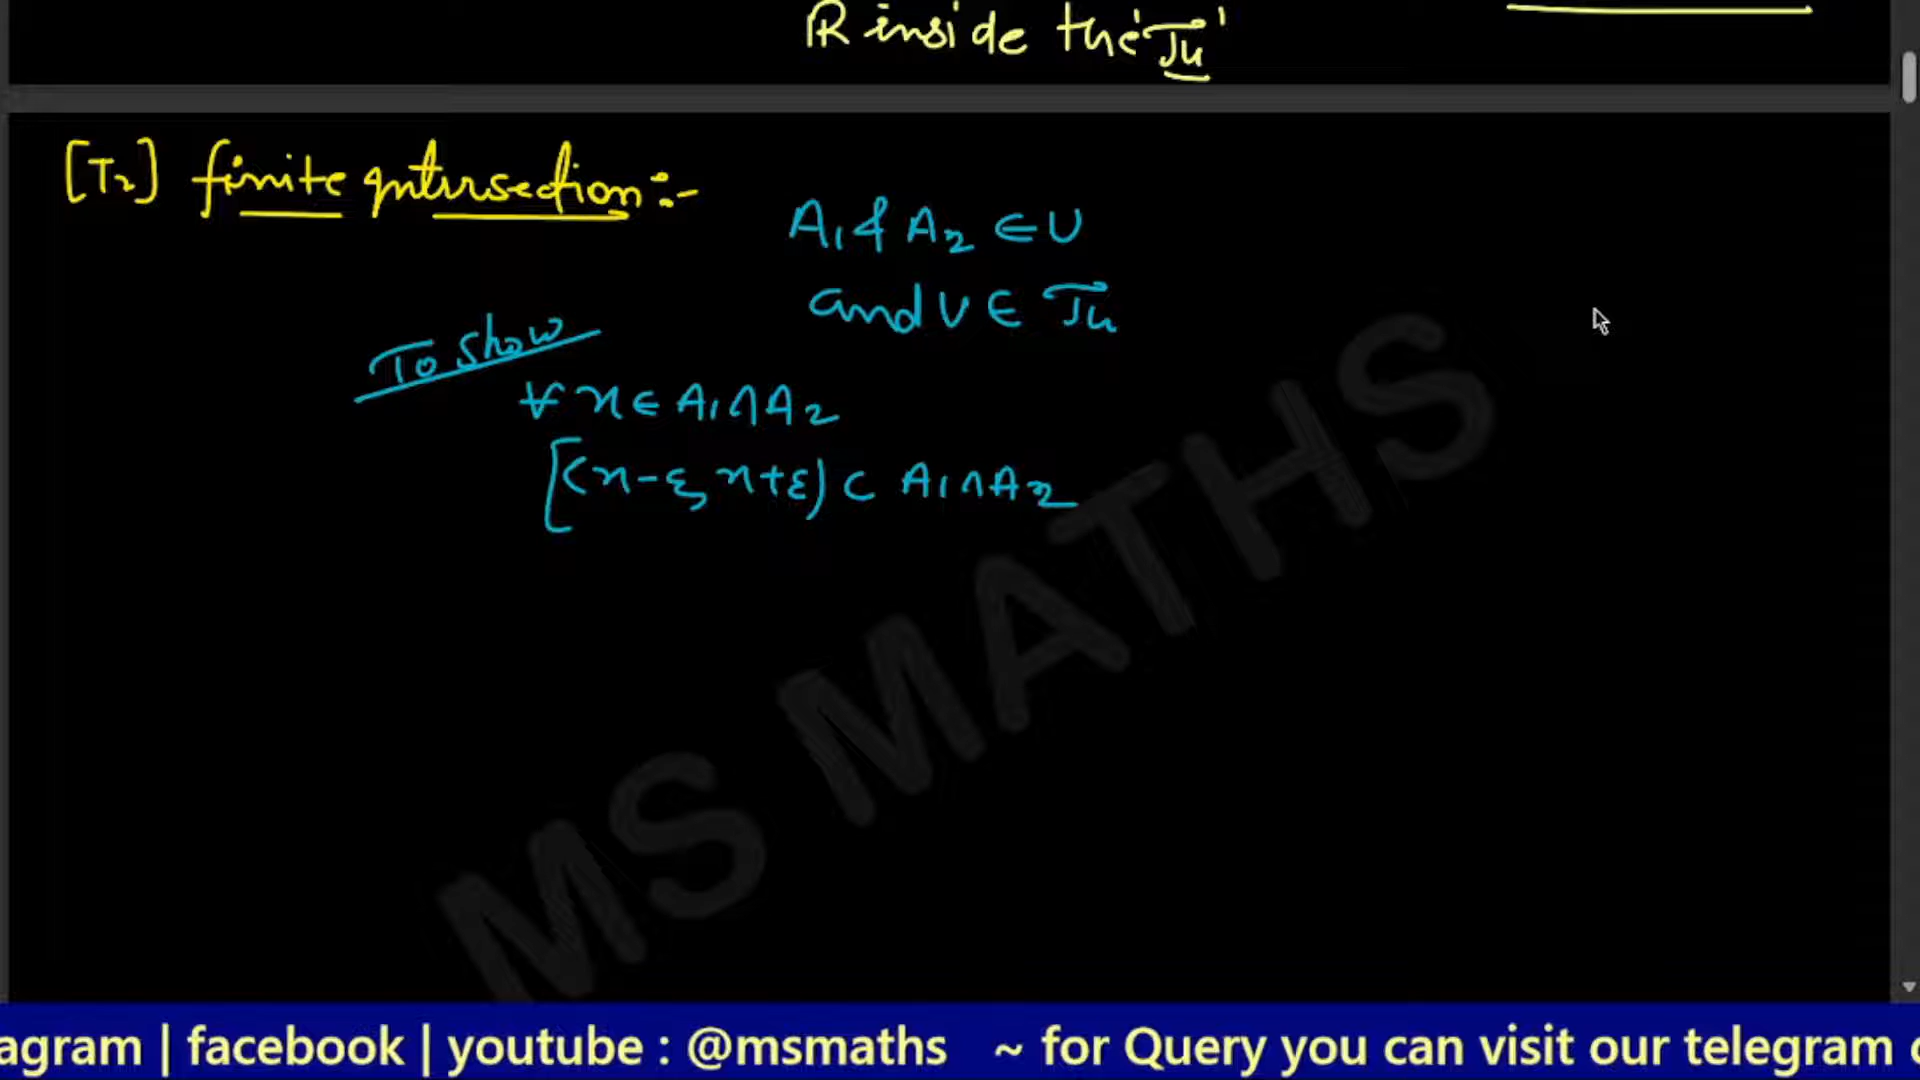 R inside the 'Tu'
[T2] finite intersection:-
A1 & A2 ∈ U
and U ∈ Tu
To show
∀ x ∈ A1 ∩ A2
[(x-ε, x+ε) ⊂ A1 ∩ A2
MS MATHS
agram | facebook | youtube : @msmaths ~ for Query you can visit our telegram